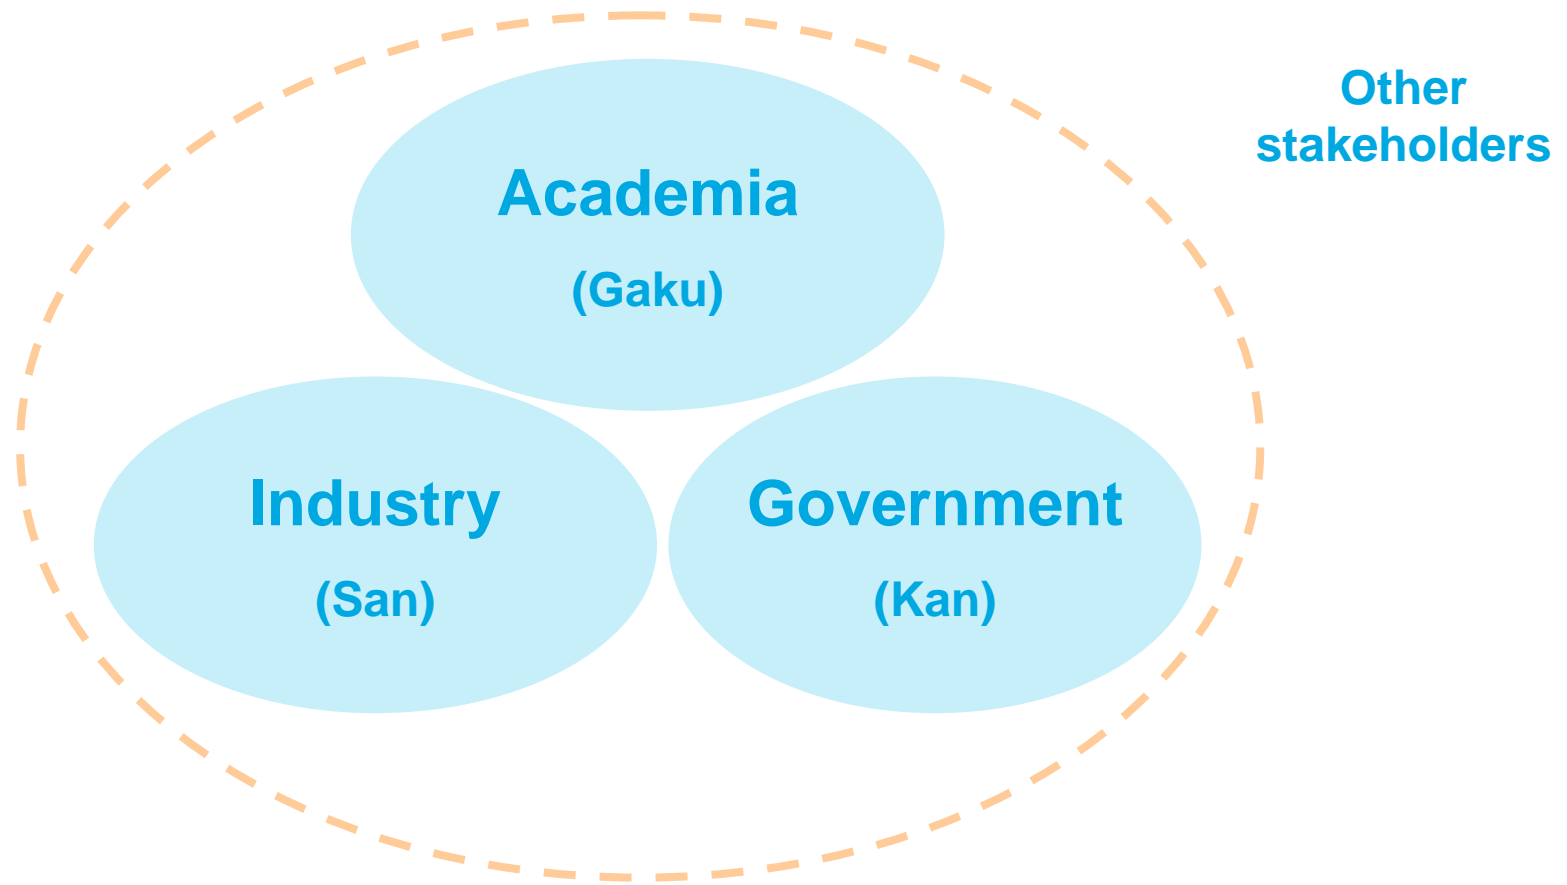 Other
stakeholders
Academia
(Gaku)
Industry
(San)
Government
(Kan)